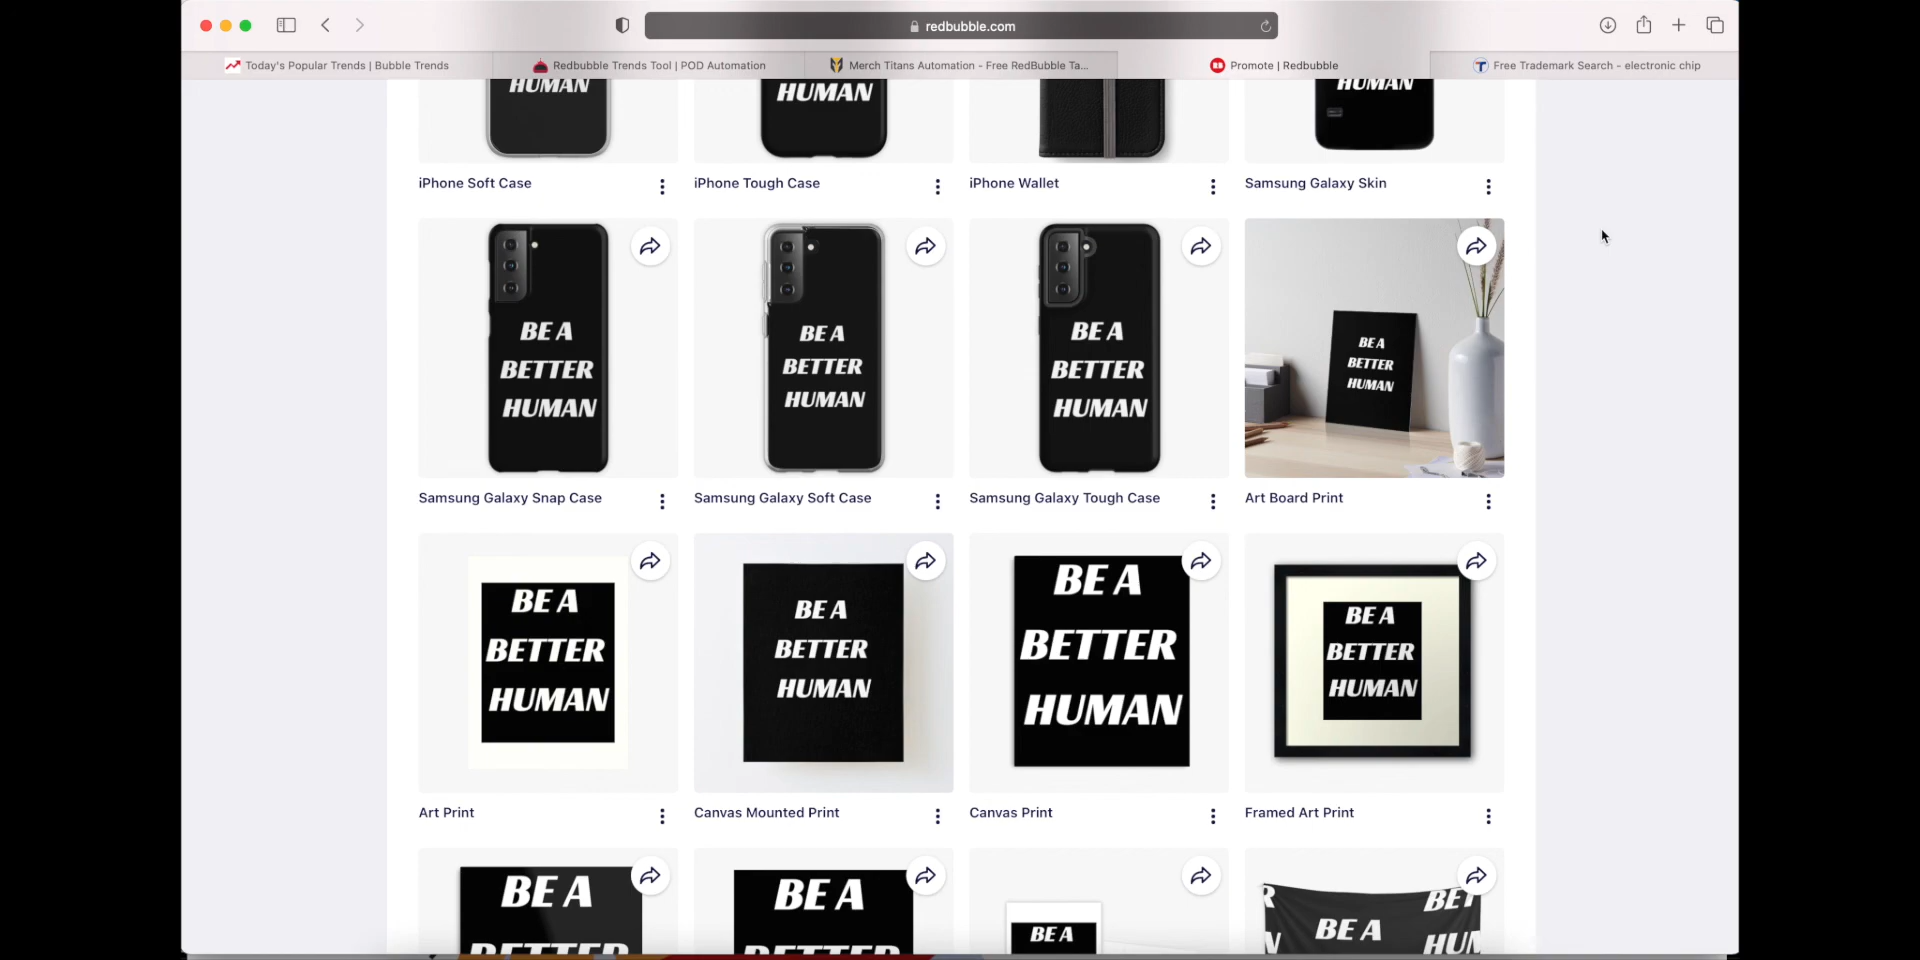 redbubble.com
Today's Popular Trends | Bubble Trends
Redbubble Trends Tool | POD Automation
Merch Titans Automation - Free RedBubble Ta...
Promote | Redbubble
Free Trademark Search - electronic chip
HUMAN
HUMAN
HUMAN
iPhone Soft Case
iPhone Tough Case
iPhone Wallet
Samsung Galaxy Skin
BE A
BETTER
HUMAN
BE A
BETTER
HUMAN
BE A
BETTER
HUMAN
BE A
BETTER
HUMAN
Samsung Galaxy Snap Case
Samsung Galaxy Soft Case
Samsung Galaxy Tough Case
Art Board Print
BE A
BETTER
HUMAN
BE A
BETTER
HUMAN
BE A
BETTER
HUMAN
BE A
BETTER
HUMAN
Art Print
Canvas Mounted Print
Canvas Print
Framed Art Print
BE A
BETTER
BE A
BETTER
BE A
BE A